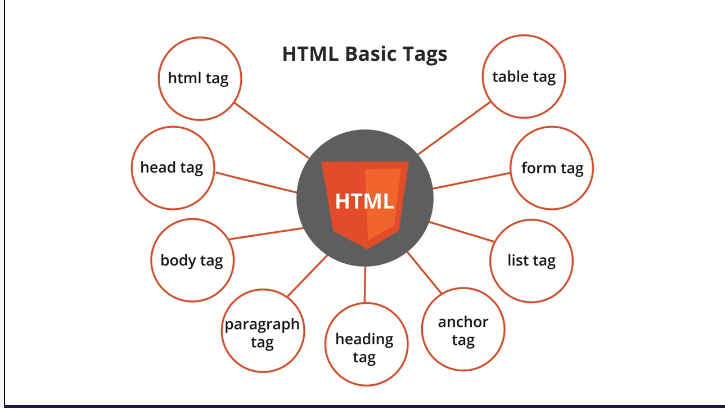 HTML Basic Tags
html tag
table tag
head tag
form tag
HTML
body tag
list tag
paragraph
tag
heading
tag
anchor
tag